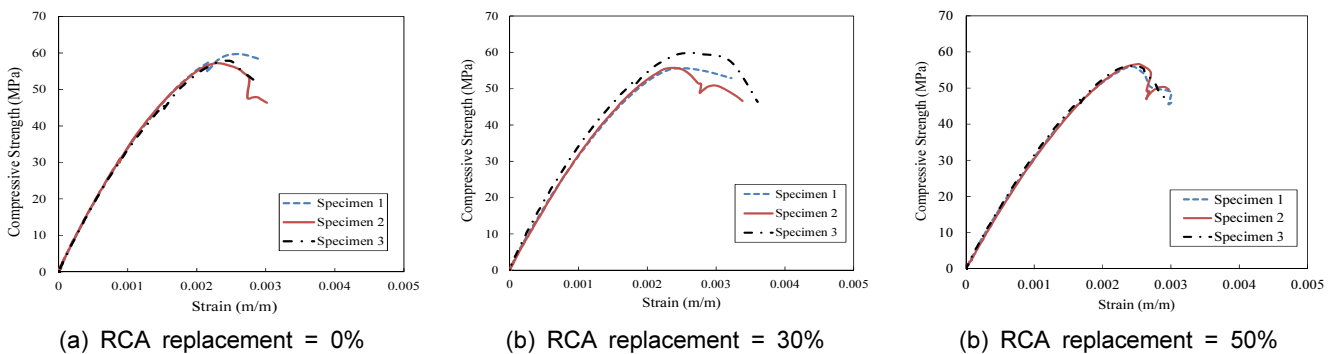 Compressive Strength (MPa)
70
60
50
40
30
20
10
0
Specimen 1
Specimen 2
Specimen 3
0 0.001 0.002 0.003 0.004 0.005
Strain (m/m)
(a) RCA replacement = 0%
Compressive Strength (MPa)
70
60
50
40
30
20
10
0
Specimen 1
Specimen 2
Specimen 3
0 0.001 0.002 0.003 0.004 0.005
Strain (m/m)
(b) RCA replacement = 30%
Compressive Strength (MPa)
70
60
50
40
30
20
10
0
Specimen 1
Specimen 2
Specimen 3
0 0.001 0.002 0.003 0.004 0.005
Strain (m/m)
(b) RCA replacement = 50%